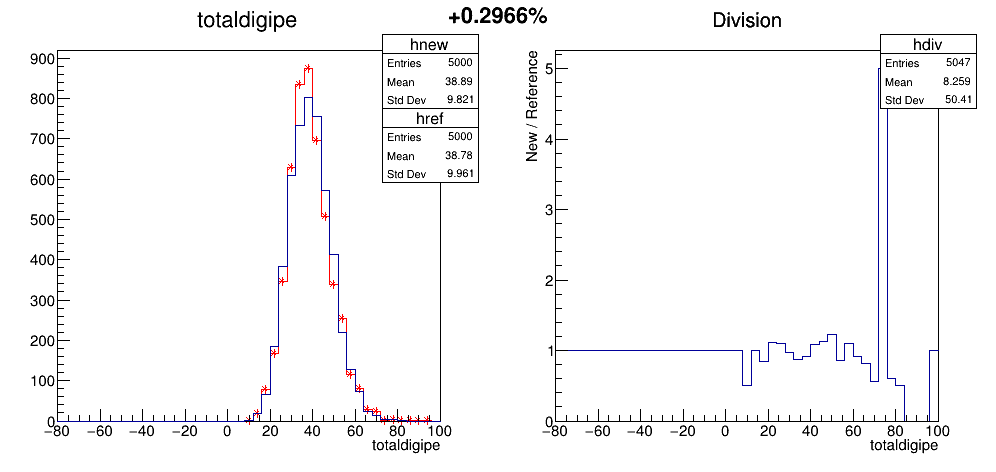 +0.2966%
totaldigipe
hnew
Entries 5000
Mean 38.89
Std Dev 9.821
href
Entries 5000
Mean 38.78
Std Dev 9.961
900
800
700
600
500
400
300
200
100
0
−80 −60 −40 −20 0 20 40 60 80 100
totaldigipe
Division
hdiv
Entries 5047
Mean 8.259
Std Dev 50.41
New / Reference
5
4
3
2
1
0
−80 −60 −40 −20 0 20 40 60 80 100
totaldigipe